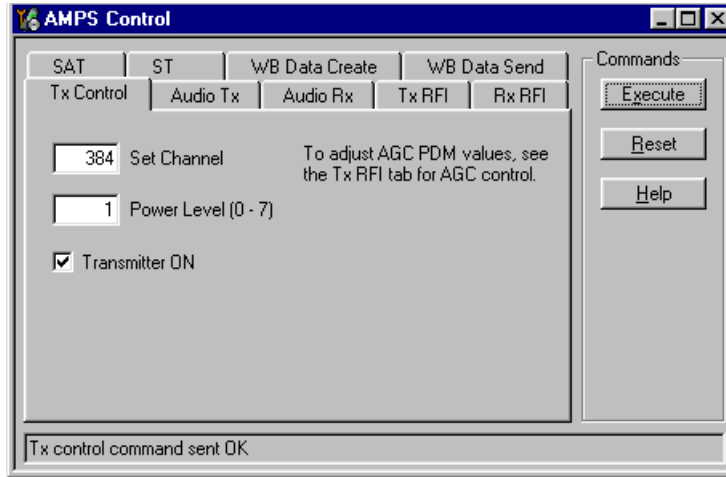 AMPS Control
SAT ST WB Data Create WB Data Send
Tx Control Audio Tx Audio Rx Tx RFI Rx RFI
384 Set Channel
To adjust AGC PDM values, see
the Tx RFI tab for AGC control.
1 Power Level (0 - 7)
Transmitter ON
Commands
Execute
Reset
Help
Tx control command sent OK